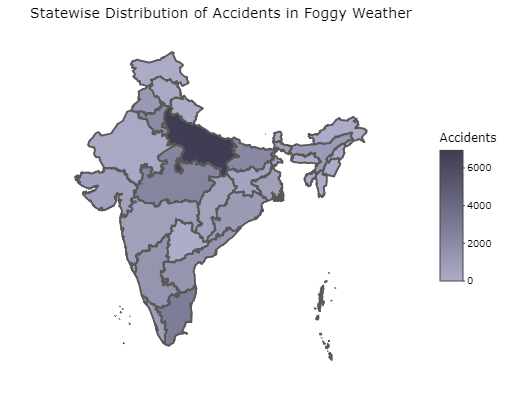 Statewise Distribution of Accidents in Foggy Weather
Accidents
6000
4000
2000
0